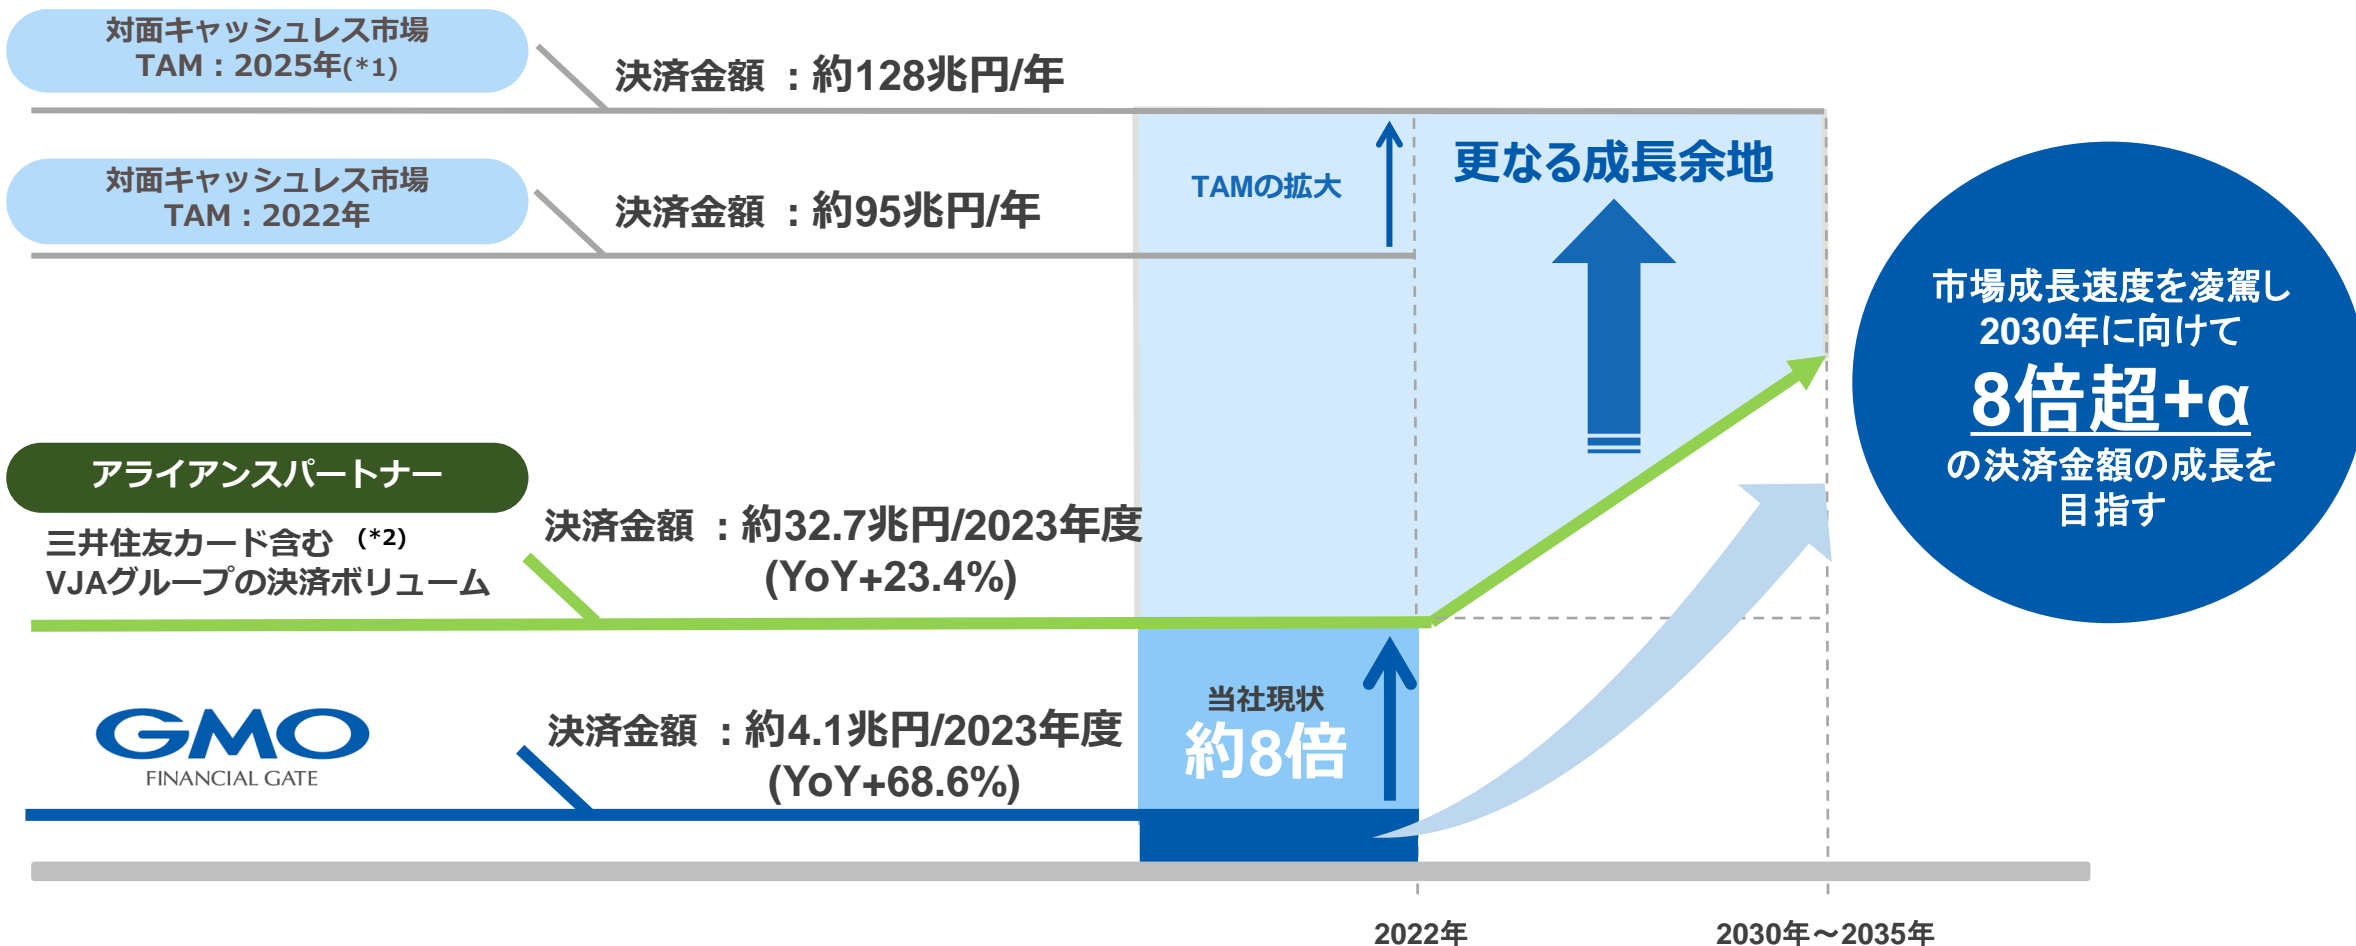 対面キャッシュレス市場
TAM：2025年(*1)
決済金額 ：約128兆円/年
対面キャッシュレス市場
TAM：2022年
決済金額 ：約95兆円/年
TAMの拡大
更なる成長余地
アライアンスパートナー
三井住友カード含む (*2)
VJAグループの決済ボリューム
決済金額 ：約32.7兆円/2023年度
(YoY+23.4%)
GMO
FINANCIAL GATE
決済金額 ：約4.1兆円/2023年度
(YoY+68.6%)
当社現状
約8倍
市場成長速度を凌駕し
2030年に向けて
8倍超+α
の決済金額の成長を
目指す
2022年
2030年～2035年